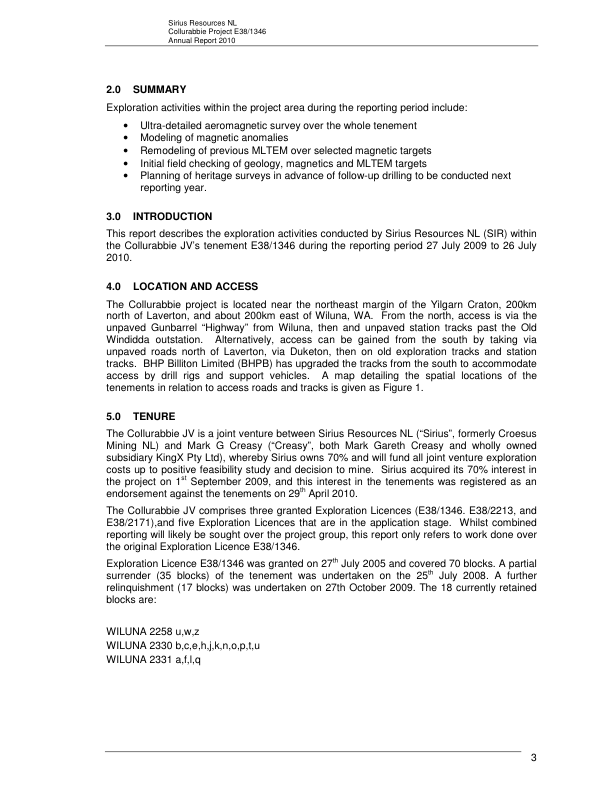 Sirius Resources NL
Collurabbie Project E38/1346
Annual Report 2010
2.0 SUMMARY
Exploration activities within the project area during the reporting period include:
• Ultra-detailed aeromagnetic survey over the whole tenement
• Modeling of magnetic anomalies
• Remodeling of previous MLTEM over selected magnetic targets
• Initial field checking of geology, magnetics and MLTEM targets
• Planning of heritage surveys in advance of follow-up drilling to be conducted next
reporting year.
3.0 INTRODUCTION
This report describes the exploration activities conducted by Sirius Resources NL (SIR) within
the Collurabbie JV's tenement E38/1346 during the reporting period 27 July 2009 to 26 July
2010.
4.0 LOCATION AND ACCESS
The Collurabbie project is located near the northeast margin of the Yilgarn Craton, 200km
north of Laverton, and about 200km east of Wiluna, WA. From the north, access is via the
unpaved Gunbarrel “Highway” from Wiluna, then and unpaved station tracks past the Old
Windidda outstation. Alternatively, access can be gained from the south by taking via
unpaved roads north of Laverton, via Duketon, then on old exploration tracks and station
tracks. BHP Billiton Limited (BHPB) has upgraded the tracks from the south to accommodate
access by drill rigs and support vehicles. A map detailing the spatial locations of the
tenements in relation to access roads and tracks is given as Figure 1.
5.0 TENURE
The Collurabbie JV is a joint venture between Sirius Resources NL (“Sirius”, formerly Croesus
Mining NL) and Mark G Creasy (“Creasy”, both Mark Gareth Creasy and wholly owned
subsidiary KingX Pty Ltd), whereby Sirius owns 70% and will fund all joint venture exploration
costs up to positive feasibility study and decision to mine. Sirius acquired its 70% interest in
the project on 1st September 2009, and this interest in the tenements was registered as an
endorsement against the tenements on 29th April 2010.
The Collurabbie JV comprises three granted Exploration Licences (E38/1346. E38/2213, and
E38/2171),and five Exploration Licences that are in the application stage. Whilst combined
reporting will likely be sought over the project group, this report only refers to work done over
the original Exploration Licence E38/1346.
Exploration Licence E38/1346 was granted on 27th July 2005 and covered 70 blocks. A partial
surrender (35 blocks) of the tenement was undertaken on the 25th July 2008. A further
relinquishment (17 blocks) was undertaken on 27th October 2009. The 18 currently retained
blocks are:
WILUNA 2258 u,w,z
WILUNA 2330 b,c,e,h,j,k,n,o,p,t,u
WILUNA 2331 a,f,l,q
3